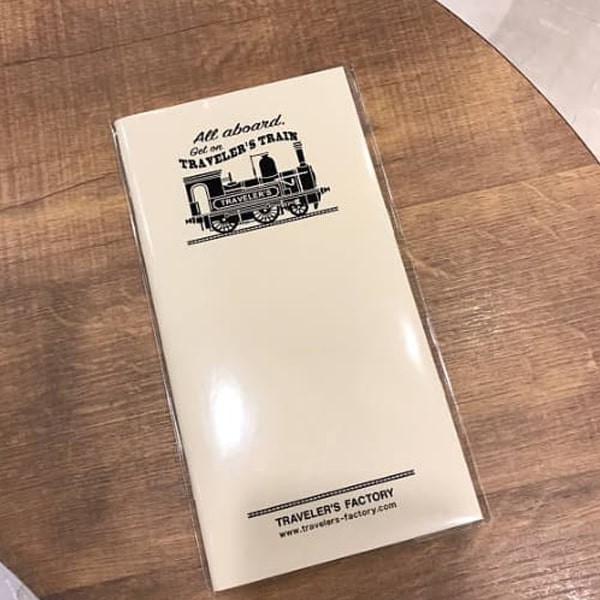 All aboard.
Get on
TRAVELER'S TRAIN
TRAVELER'S
TRAVELER'S FACTORY
www.travelers-factory.com